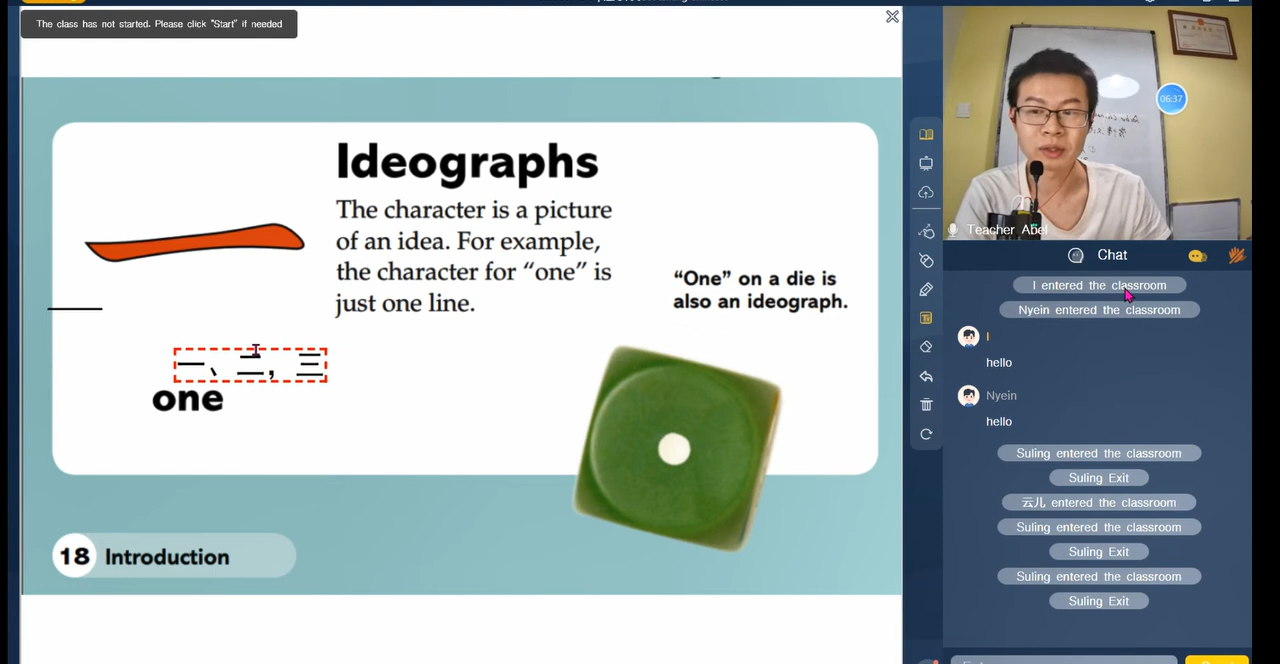 The class has not started. Please click "Start" if needed
Ideographs
The character is a picture
of an idea. For example,
the character for “one” is
just one line.
“One” on a die is
also an ideograph.
一、二，三
one
18 Introduction
06:37
Teacher Abel
Chat
I entered the classroom
Nyein entered the classroom
I
hello
Nyein
hello
Suling entered the classroom
Suling Exit
云儿 entered the classroom
Suling entered the classroom
Suling Exit
Suling entered the classroom
Suling Exit